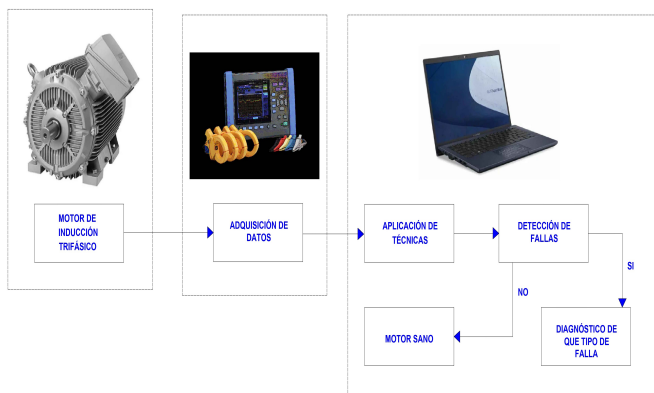 MOTOR DE
INDUCCIÓN
TRIFÁSICO
ADQUISICIÓN DE
DATOS
APLICACIÓN DE
TÉCNICAS
DETECCIÓN DE
FALLAS
SI
NO
MOTOR SANO
DIAGNÓSTICO DE
QUE TIPO DE
FALLA